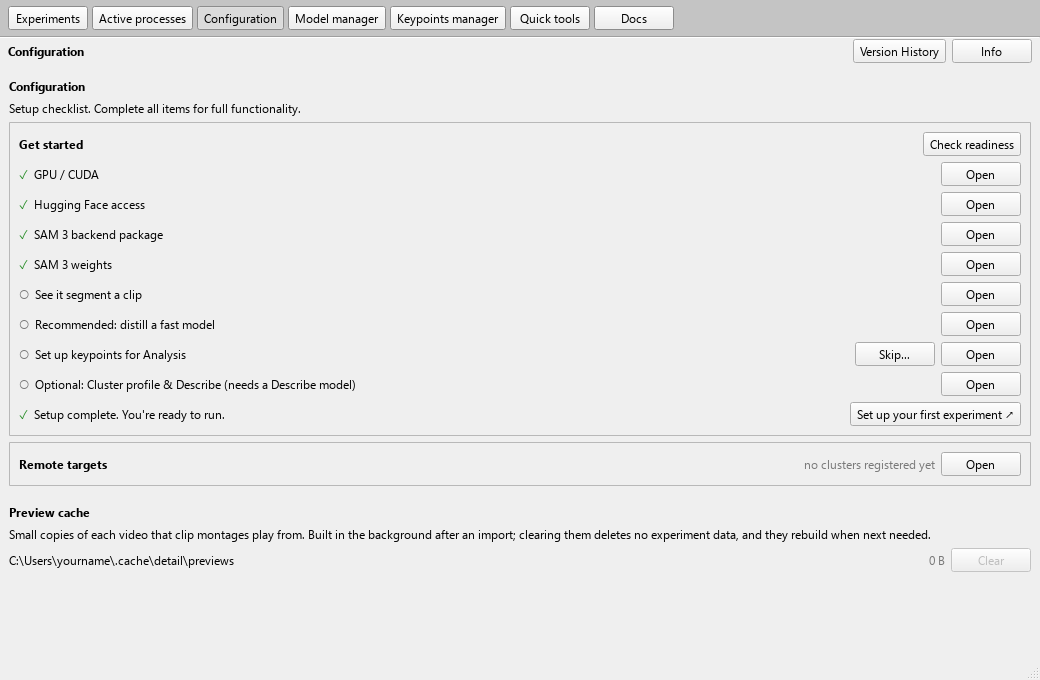 Experiments Active processes Configuration Model manager Keypoints manager Quick tools Docs
Configuration Version History Info
Configuration
Setup checklist. Complete all items for full functionality.
Get started Check readiness
✓ GPU / CUDA Open
✓ Hugging Face access Open
✓ SAM 3 backend package Open
✓ SAM 3 weights Open
○ See it segment a clip Open
○ Recommended: distill a fast model Open
○ Set up keypoints for Analysis Skip... Open
○ Optional: Cluster profile & Describe (needs a Describe model) Open
✓ Setup complete. You're ready to run. Set up your first experiment ↗
Remote targets no clusters registered yet Open
Preview cache
Small copies of each video that clip montages play from. Built in the background after an import; clearing them deletes no experiment data, and they rebuild when next needed.
C:\Users\yourname\.cache\detail\previews 0 B Clear